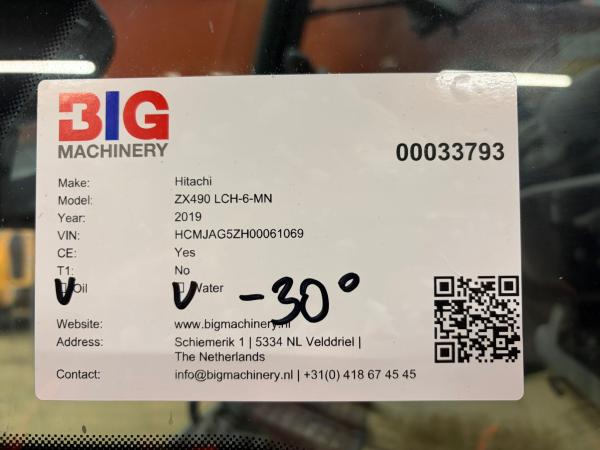 BIG
MACHINERY
00033793
Make: Hitachi
Model: ZX490 LCH-6-MN
Year: 2019
VIN: HCMJAG5ZH00061069
CE: Yes
T1: No
V Oil V Water -30°
Website: www.bigmachinery.nl
Address: Schiemerik 1 | 5334 NL Velddriel |
The Netherlands
Contact: info@bigmachinery.nl | +31(0) 418 67 45 45